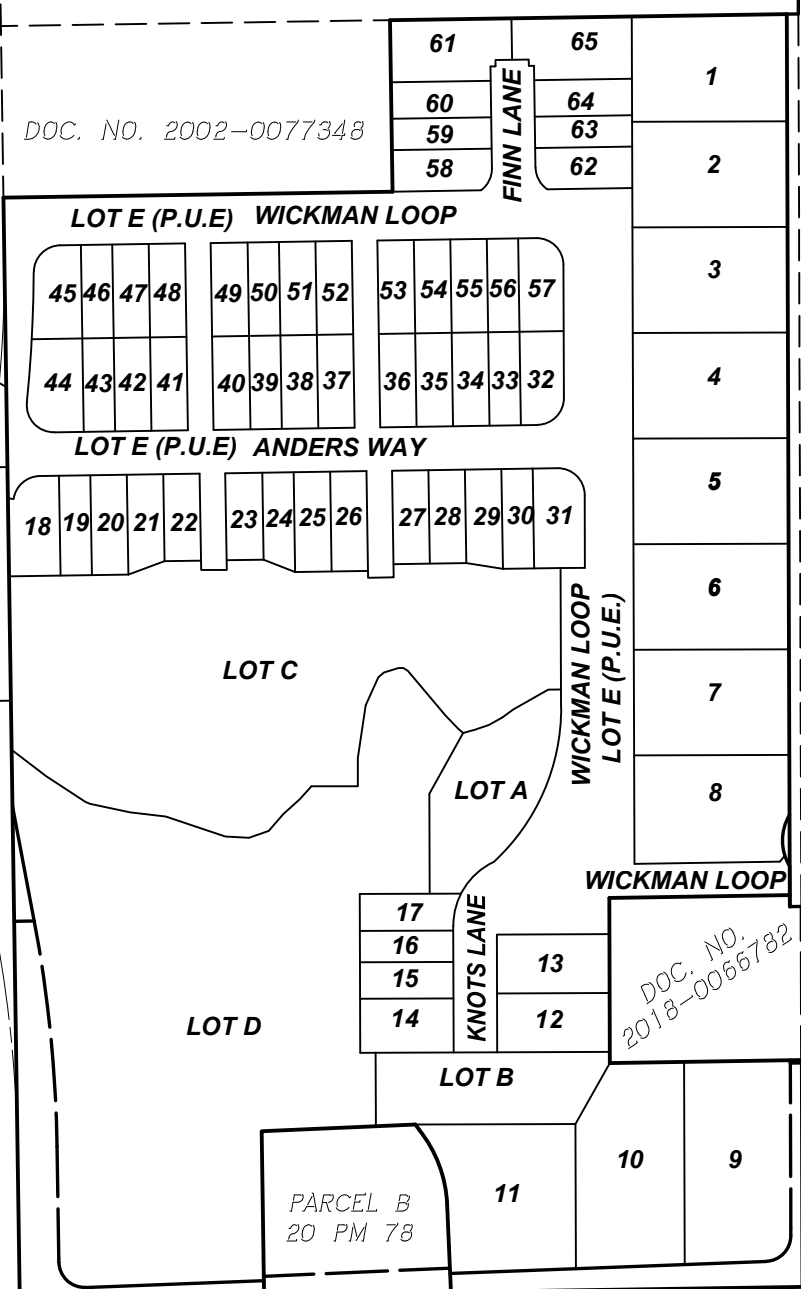 61
65
1
60
64
59
63
58
62
FINN LANE
DOC. NO. 2002-0077348
2
LOT E (P.U.E) WICKMAN LOOP
3
45 46 47 48 49 50 51 52 53 54 55 56 57
44 43 42 41 40 39 38 37 36 35 34 33 32
4
LOT E (P.U.E) ANDERS WAY
5
18 19 20 21 22 23 24 25 26 27 28 29 30 31
6
WICKMAN LOOP
LOT E (P.U.E.)
LOT C
7
LOT A
8
WICKMAN LOOP
17
16
15
14
KNOTS LANE
13
12
DOC. NO.
2018-0066782
LOT D
LOT B
11
10
9
PARCEL B
20 PM 78